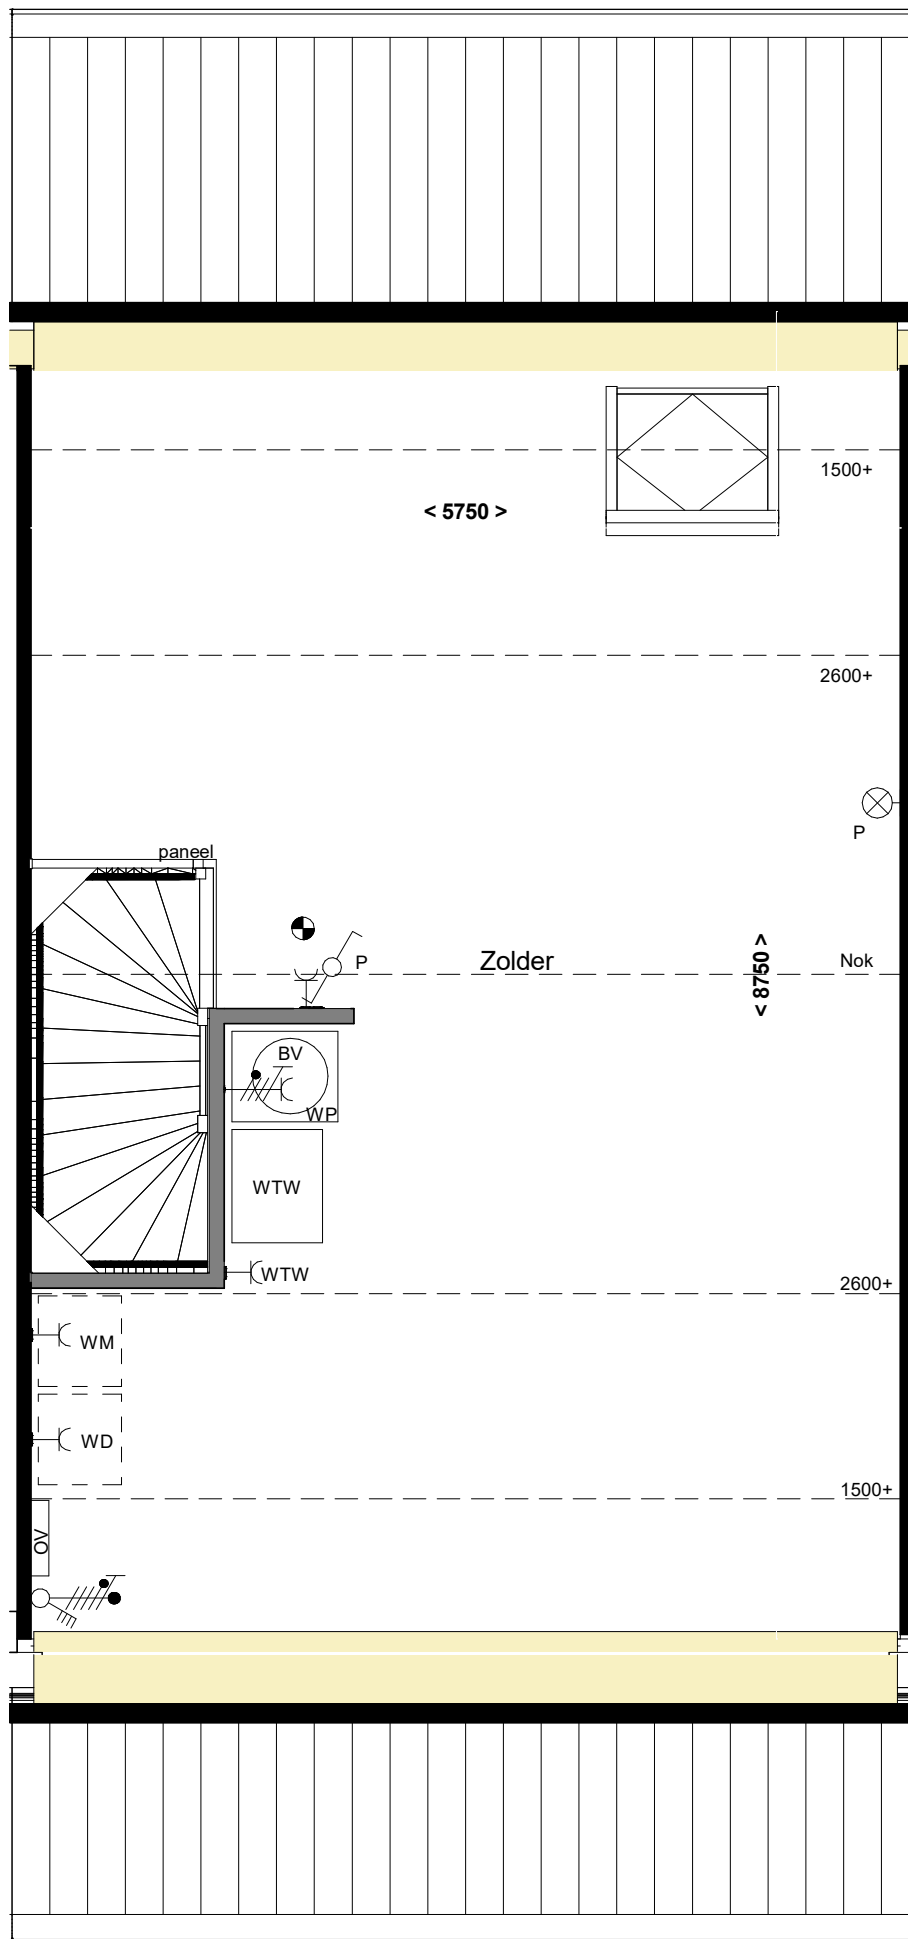 1500+
< 5750 >
2600+
P
paneel
P
Zolder
Nok
< 8750 >
BV
WP
WTW
WTW
2600+
WM
WD
1500+
OV